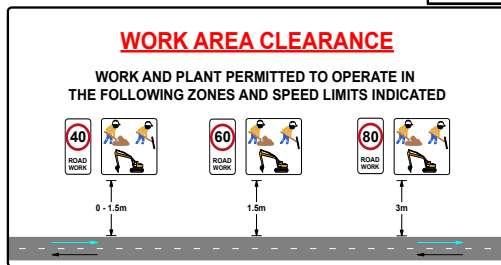 WORK AREA CLEARANCE
WORK AND PLANT PERMITTED TO OPERATE IN
THE FOLLOWING ZONES AND SPEED LIMITS INDICATED
40
ROAD
WORK
60
ROAD
WORK
80
ROAD
WORK
0 - 1.5m
1.5m
3m